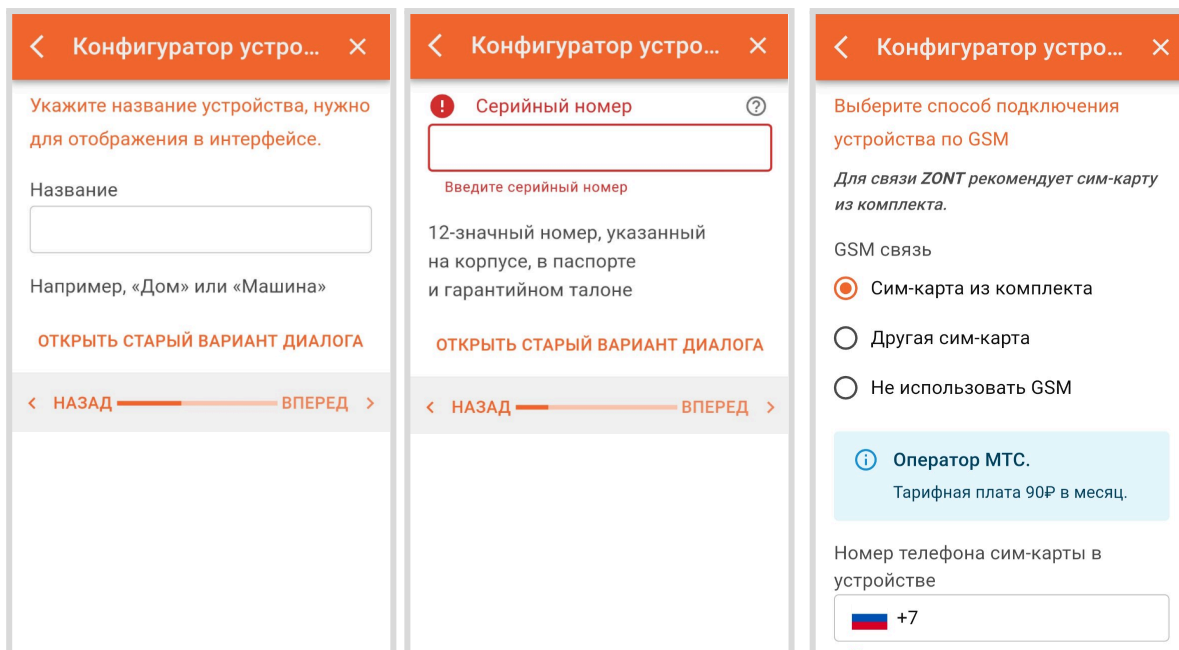 Конфигуратор устро...
Укажите название устройства, нужно
для отображения в интерфейсе.
Название
Например, «Дом» или «Машина»
ОТКРЫТЬ СТАРЫЙ ВАРИАНТ ДИАЛОГА
НАЗАД
ВПЕРЕД
Конфигуратор устро...
Серийный номер
Введите серийный номер
12-значный номер, указанный
на корпусе, в паспорте
и гарантийном талоне
ОТКРЫТЬ СТАРЫЙ ВАРИАНТ ДИАЛОГА
НАЗАД
ВПЕРЕД
Конфигуратор устро...
Выберите способ подключения
устройства по GSM
Для связи ZONT рекомендует сим-карту
из комплекта.
GSM связь
Сим-карта из комплекта
Другая сим-карта
Не использовать GSM
Оператор МТС.
Тарифная плата 90₽ в месяц.
Номер телефона сим-карты в
устройстве
+7